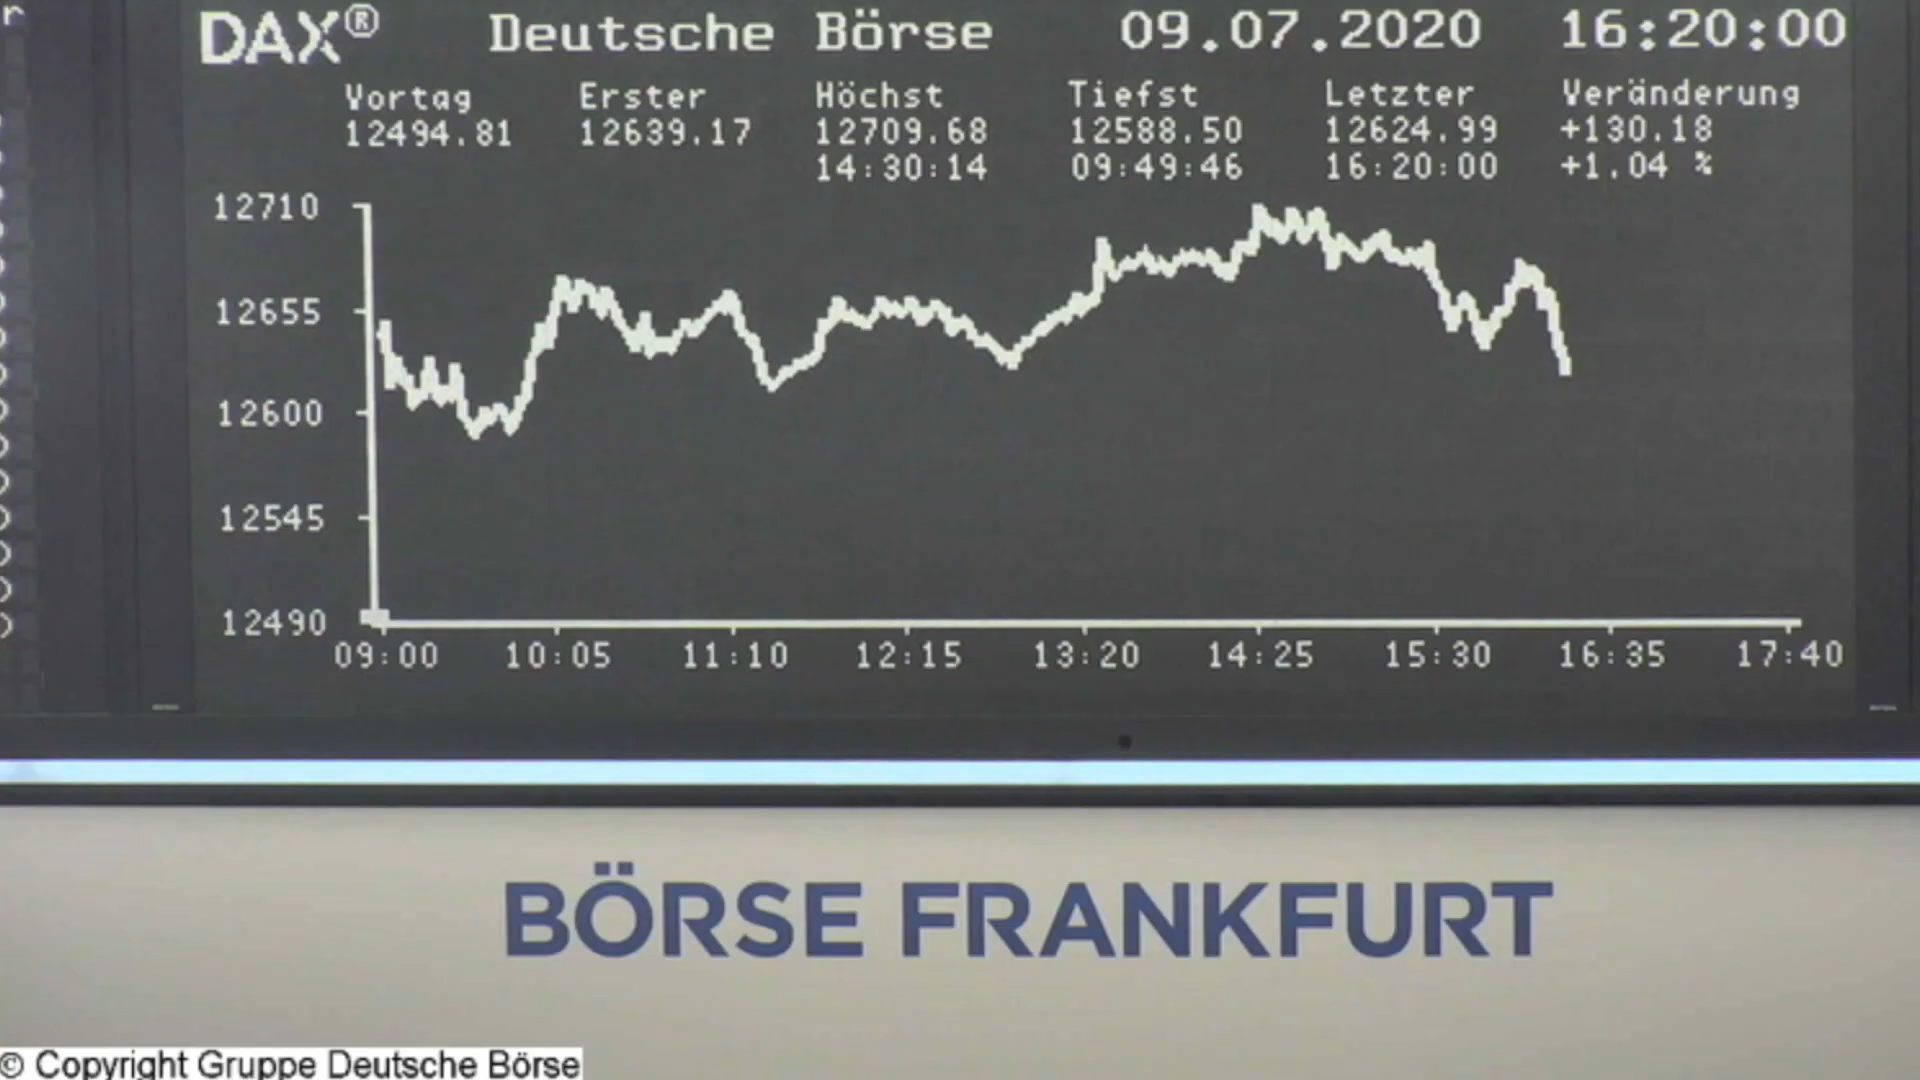 DAX® Deutsche Börse 09.07.2020 16:20:00
Vortag Erster Höchst Tiefst Letzter Veränderung
12494.81 12639.17 12709.68 12588.50 12624.99 +130.18
14:30:14 09:49:46 16:20:00 +1.04 %
12710
12655
12600
12545
12490
09:00 10:05 11:10 12:15 13:20 14:25 15:30 16:35 17:40
BÖRSE FRANKFURT
© Copyright Gruppe Deutsche Börse